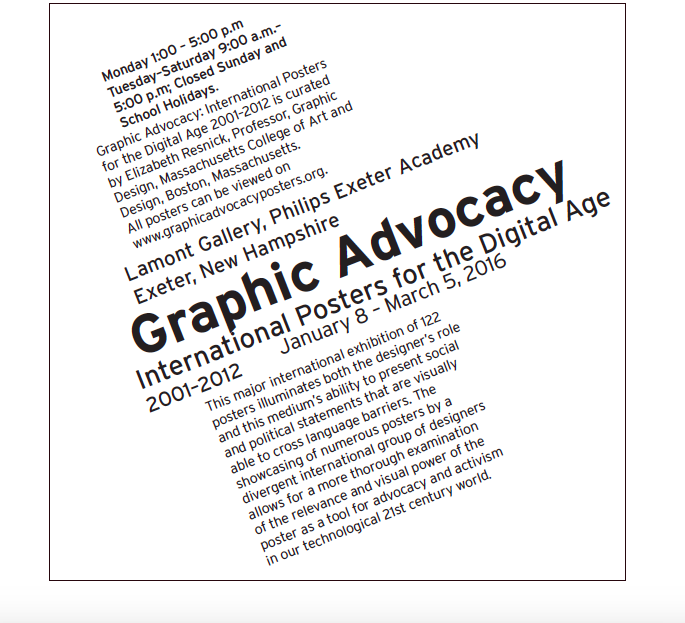 Monday 1:00 - 5:00 p.m
Tuesday-Saturday 9:00 a.m.-
5:00 p.m; Closed Sunday and
School Holidays.
Graphic Advocacy: International Posters
for the Digital Age 2001-2012 is curated
by Elizabeth Resnick, Professor, Graphic
Design, Massachusetts College of Art and
Design, Boston, Massachusetts.
All posters can be viewed on
www.graphicadvocacyposters.org.
Lamont Gallery, Philips Exeter Academy
Exeter, New Hampshire
Graphic Advocacy
International Posters for the Digital Age
2001-2012 January 8 - March 5, 2016
This major international exhibition of 122
posters illuminates both the designer's role
and this medium's ability to present social
and political statements that are visually
able to cross language barriers. The
showcasing of numerous posters by a
divergent international group of designers
allows for a more thorough examination
of the relevance and visual power of the
poster as a tool for advocacy and activism
in our technological 21st century world.